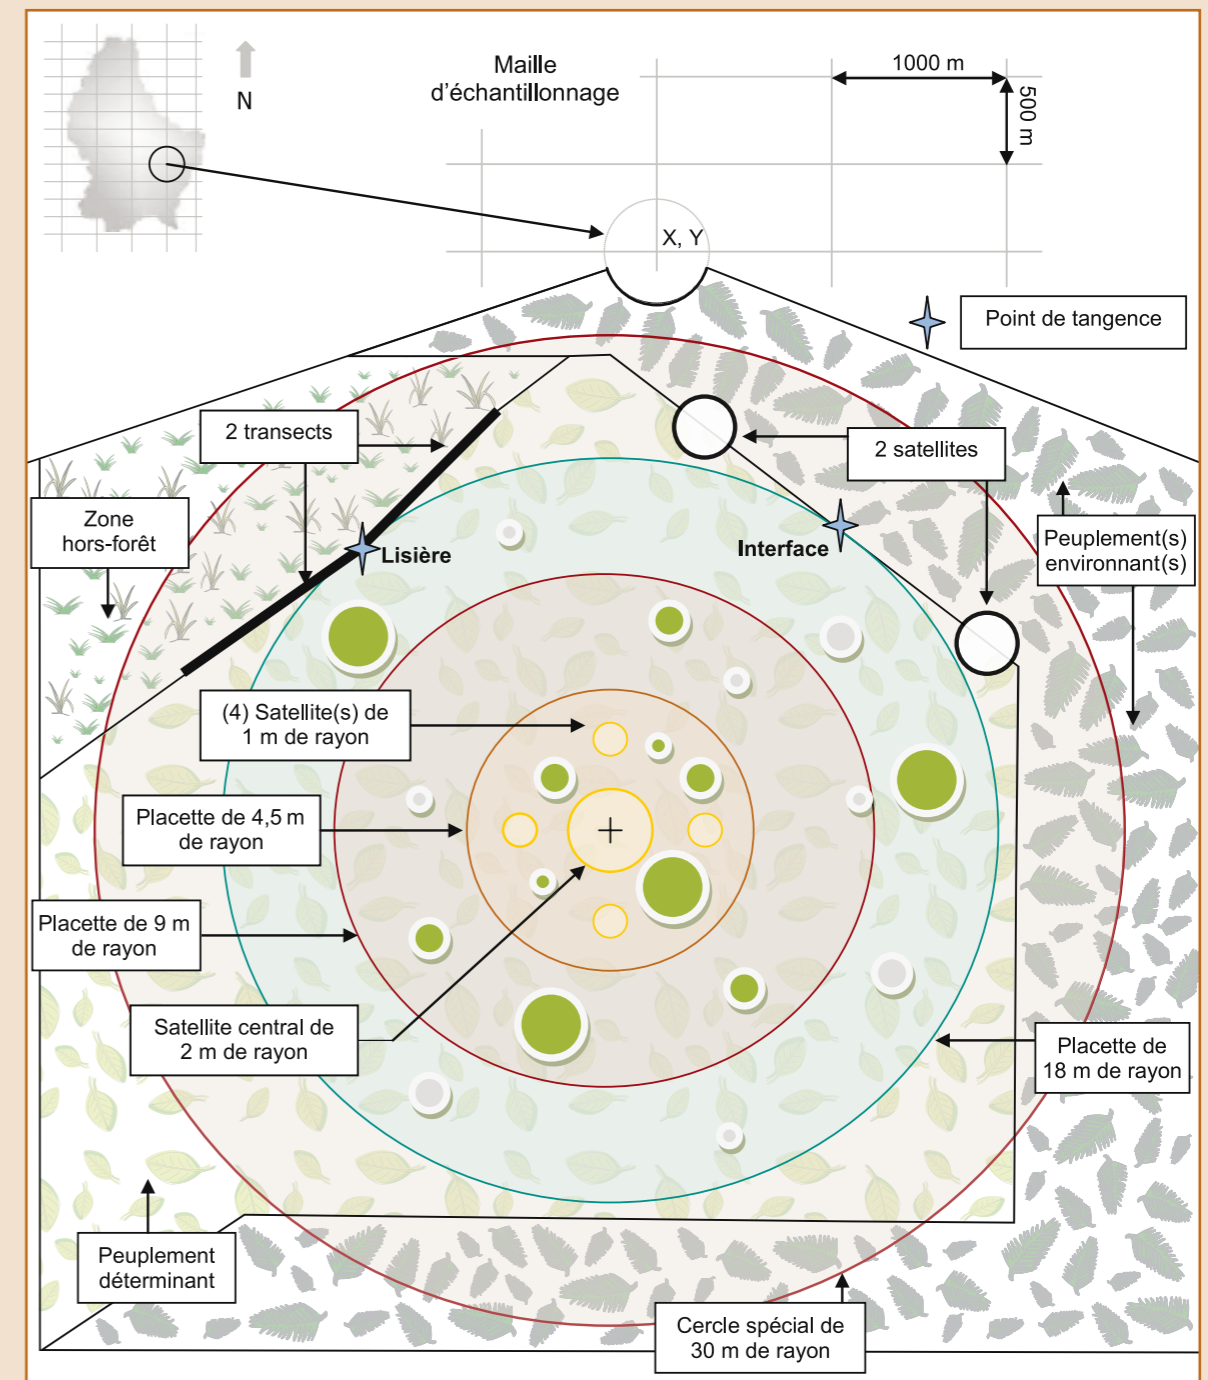 N
Maille
d'échantillonnage
1000 m
500 m
X, Y
Point de tangence
2 transects
2 satellites
Zone
hors-forêt
Lisière
Interface
Peuplement(s)
environnant(s)
(4) Satellite(s) de
1 m de rayon
Placette de 4,5 m
de rayon
Placette de 9 m
de rayon
Satellite central de
2 m de rayon
Placette de
18 m de rayon
Peuplement
déterminant
Cercle spécial de
30 m de rayon